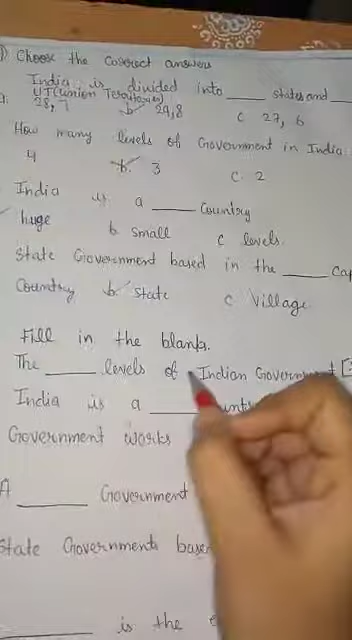 Choose the Correct answers
India is divided into ____ states and ____
UT(Union Territories)
28, 7 b. 29,8 c 27, 6
How many levels of Government in India
4 b. 3 c. 2
India is a ____ Country
huge b. small c levels.
State Government based in the ____ Cap
Country b. state c Village
Fill in the blanks.
The ____ levels of Indian Government
India is a ____
Government works
A ____ Government
State Governments
____ is the